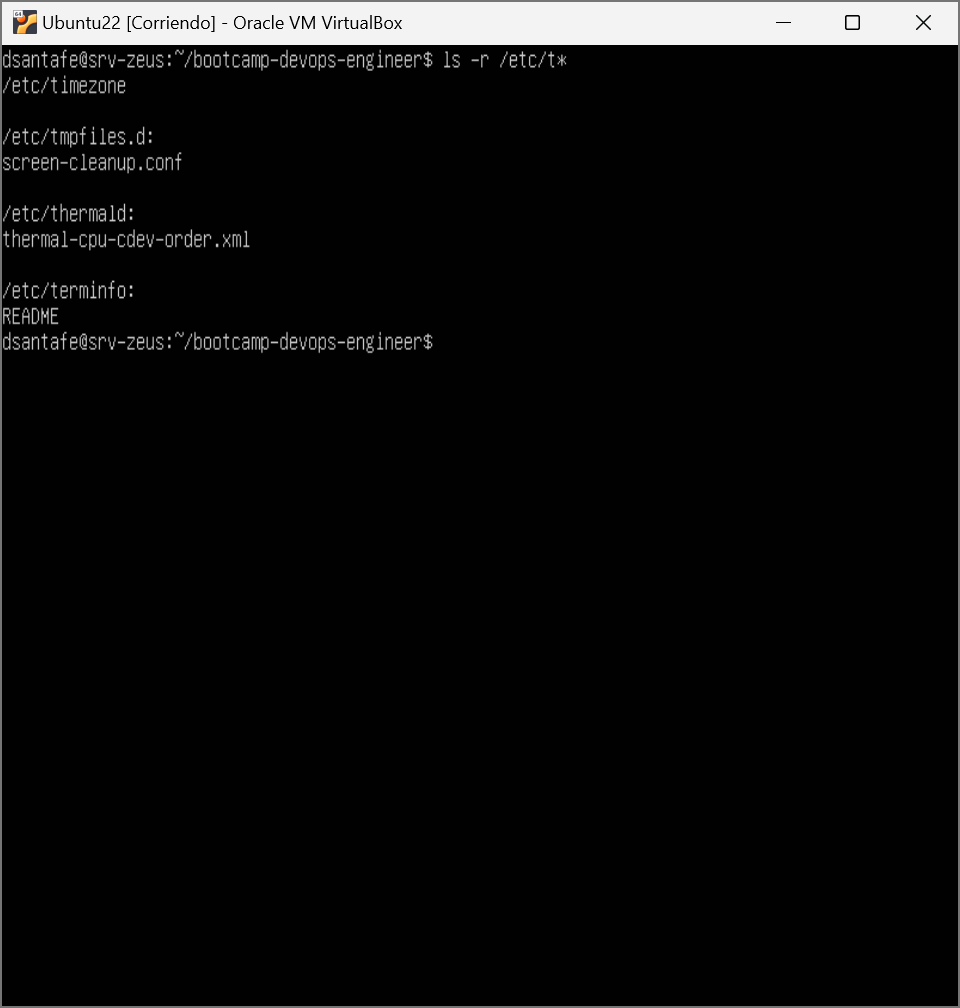 Ubuntu22 [Corriendo] - Oracle VM VirtualBox
dsantafe@srv-zeus:~/bootcamp-devops-engineer$ ls -r /etc/t*
/etc/timezone
/etc/tmpfiles.d:
screen-cleanup.conf
/etc/thermald:
thermal-cpu-cdev-order.xml
/etc/terminfo:
README
dsantafe@srv-zeus:~/bootcamp-devops-engineer$